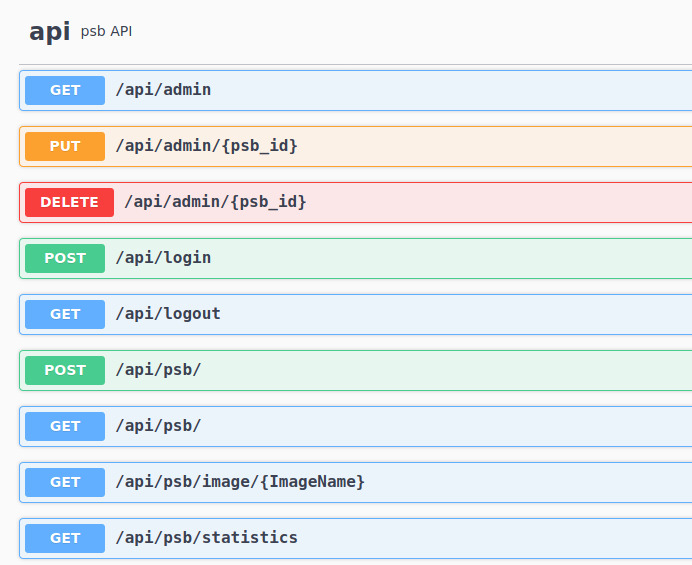 api psb API
GET /api/admin
PUT /api/admin/{psb_id}
DELETE /api/admin/{psb_id}
POST /api/login
GET /api/logout
POST /api/psb/
GET /api/psb/
GET /api/psb/image/{ImageName}
GET /api/psb/statistics